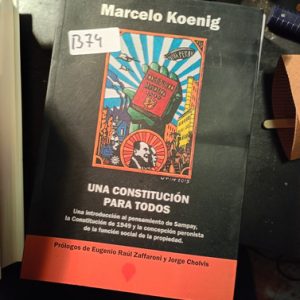 Marcelo Koenig
B74
UNA CONSTITUCIÓN
PARA TODOS
Una introducción al pensamiento de Sampay,
la Constitución de 1949 y la concepción peronista
de la función social de la propiedad.
Prólogos de Eugenio Raúl Zaffaroni y Jorge Cholvis